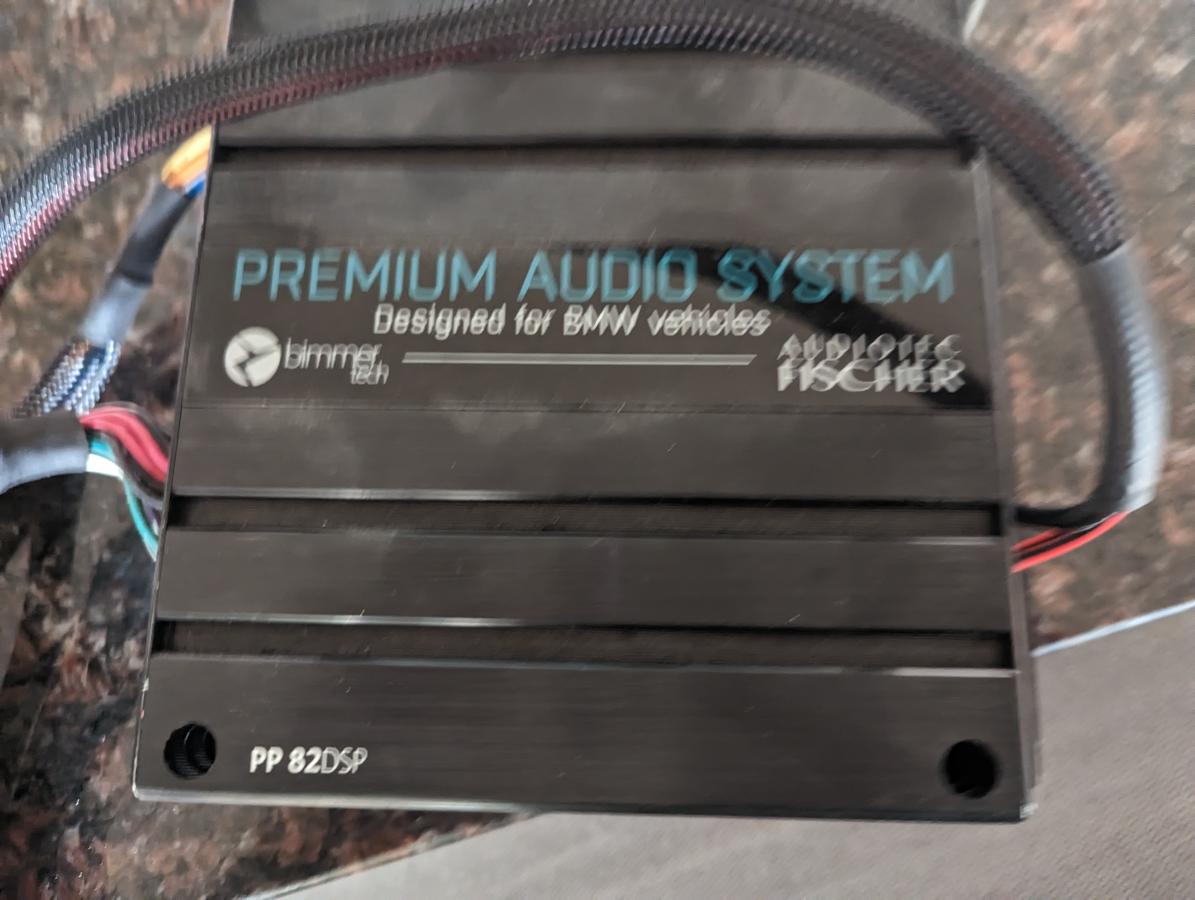 PREMIUM AUDIO SYSTEM
Designed for BMW vehicles
bimmer
tech
AUDIOTEC
FISCHER
PP 82DSP